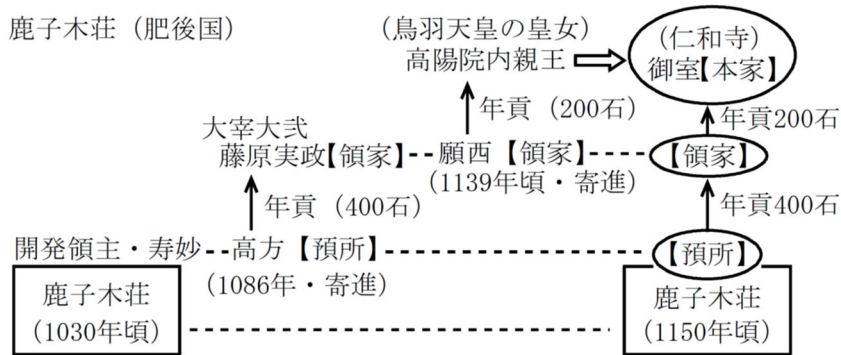 鹿子木荘（肥後国）
（鳥羽天皇の皇女）
高陽院内親王
（仁和寺）
御室【本家】
年貢（200石）
年貢200石
大宰大弐
藤原実政【領家】
願西【領家】
（1139年頃・寄進）
【領家】
年貢（400石）
年貢400石
開発領主・寿妙
高方【預所】
（1086年・寄進）
【預所】
鹿子木荘
（1030年頃）
鹿子木荘
（1150年頃）